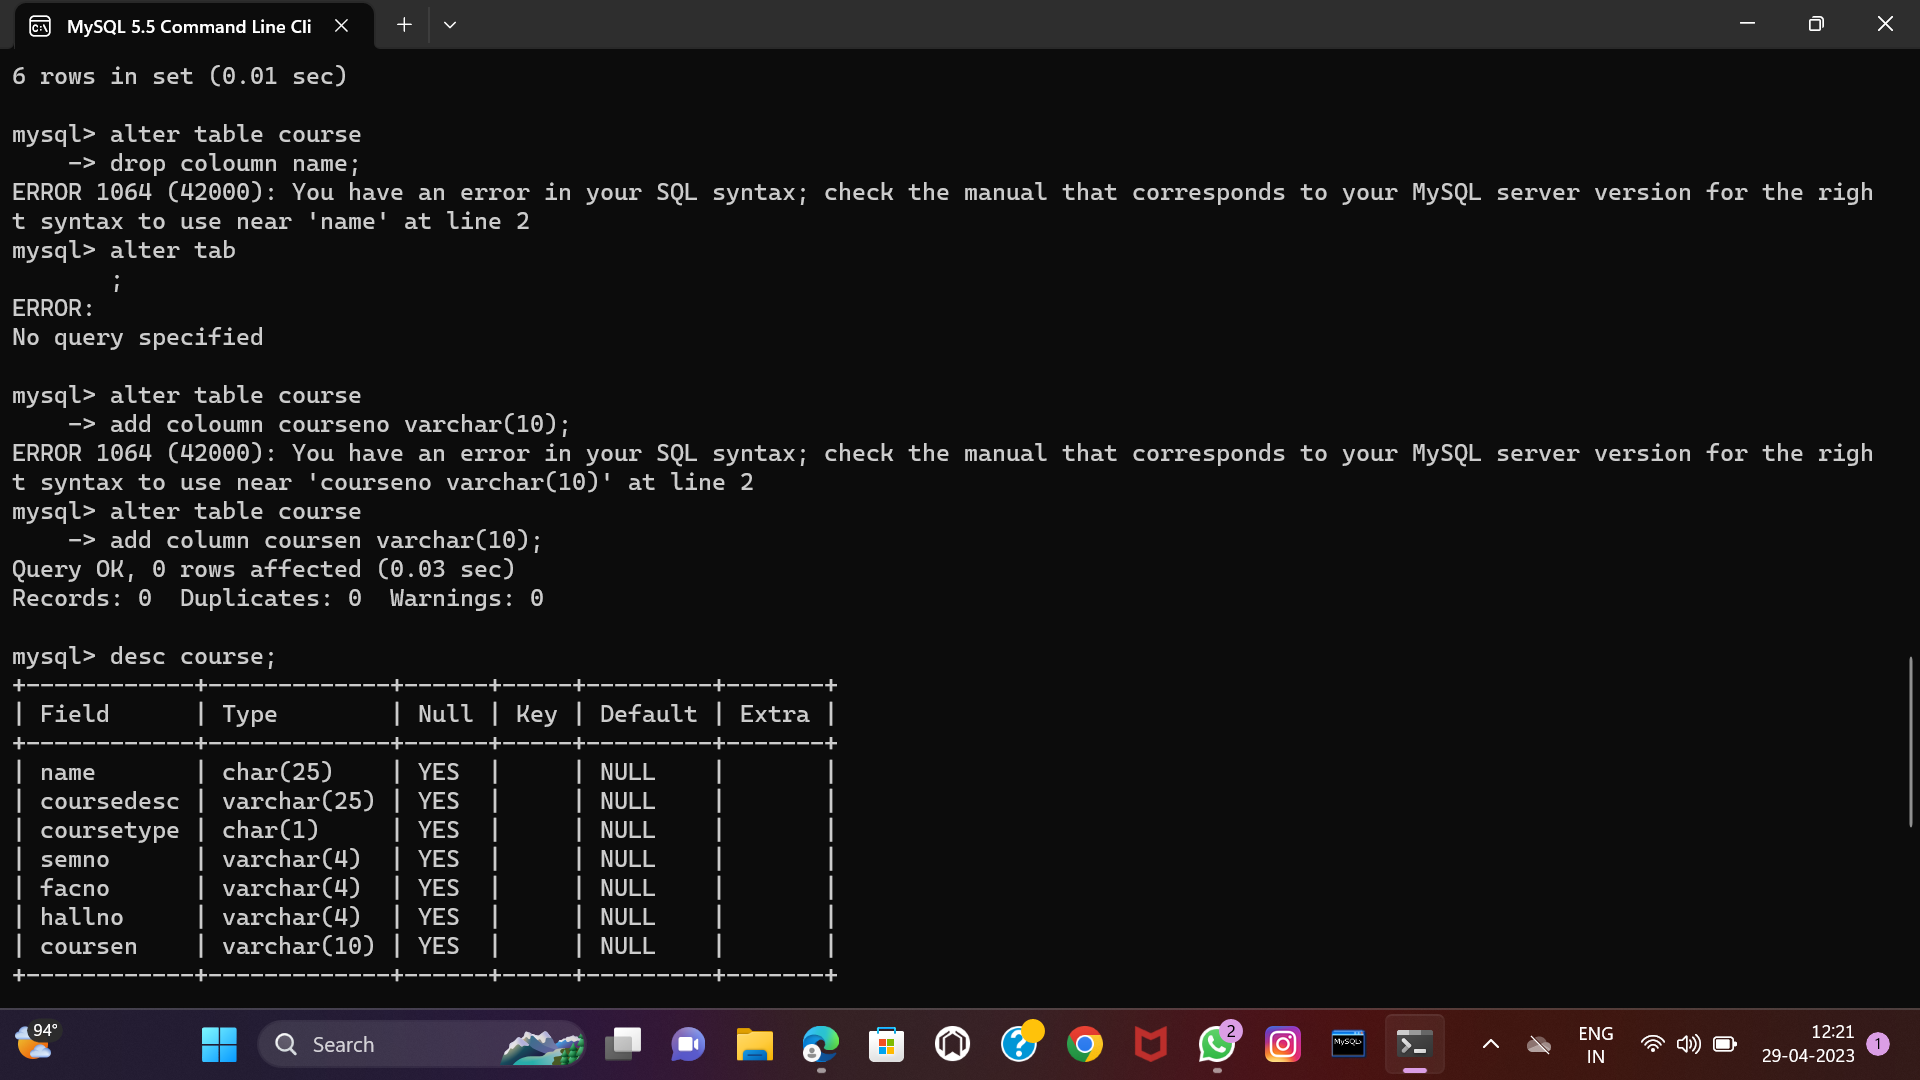 MySQL 5.5 Command Line Cli
6 rows in set (0.01 sec)
mysql> alter table course
    -> drop coloumn name;
ERROR 1064 (42000): You have an error in your SQL syntax; check the manual that corresponds to your MySQL server version for the righ
t syntax to use near 'name' at line 2
mysql> alter tab
       ;
ERROR:
No query specified
mysql> alter table course
    -> add coloumn courseno varchar(10);
ERROR 1064 (42000): You have an error in your SQL syntax; check the manual that corresponds to your MySQL server version for the righ
t syntax to use near 'courseno varchar(10)' at line 2
mysql> alter table course
    -> add column coursen varchar(10);
Query OK, 0 rows affected (0.03 sec)
Records: 0  Duplicates: 0  Warnings: 0
mysql> desc course;
+------------+-------------+------+-----+---------+-------+
| Field      | Type        | Null | Key | Default | Extra |
+------------+-------------+------+-----+---------+-------+
| name       | char(25)    | YES  |     | NULL    |       |
| coursedesc | varchar(25) | YES  |     | NULL    |       |
| coursetype | char(1)     | YES  |     | NULL    |       |
| semno      | varchar(4)  | YES  |     | NULL    |       |
| facno      | varchar(4)  | YES  |     | NULL    |       |
| hallno     | varchar(4)  | YES  |     | NULL    |       |
| coursen    | varchar(10) | YES  |     | NULL    |       |
+------------+-------------+------+-----+---------+-------+
94°
Search
2
MySQL>
ENG
IN
12:21
29-04-2023
1